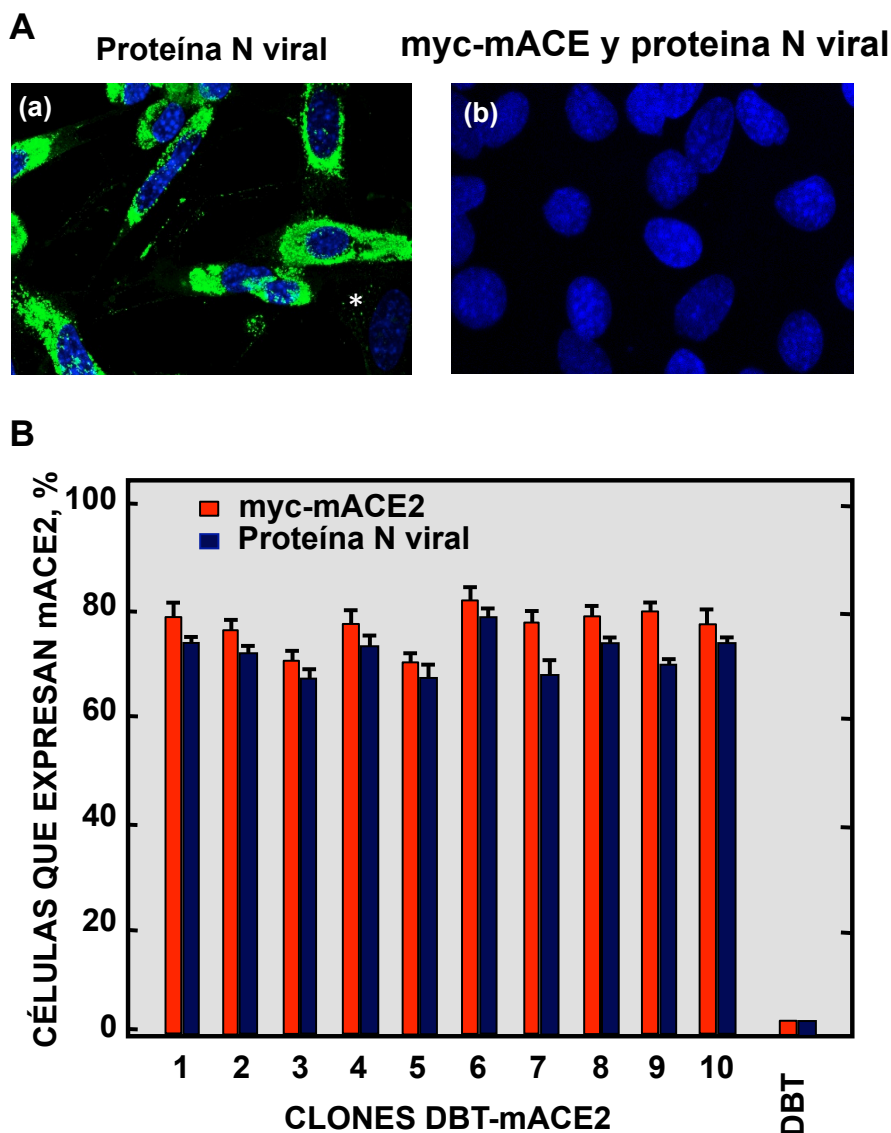 A
Proteína N viral
myc-mACE y proteina N viral
(a)
(b)
*
B
CÉLULAS QUE EXPRESAN mACE2, %
100
80
60
40
20
0
myc-mACE2
Proteína N viral
1 2 3 4 5 6 7 8 9 10 DBT
CLONES DBT-mACE2